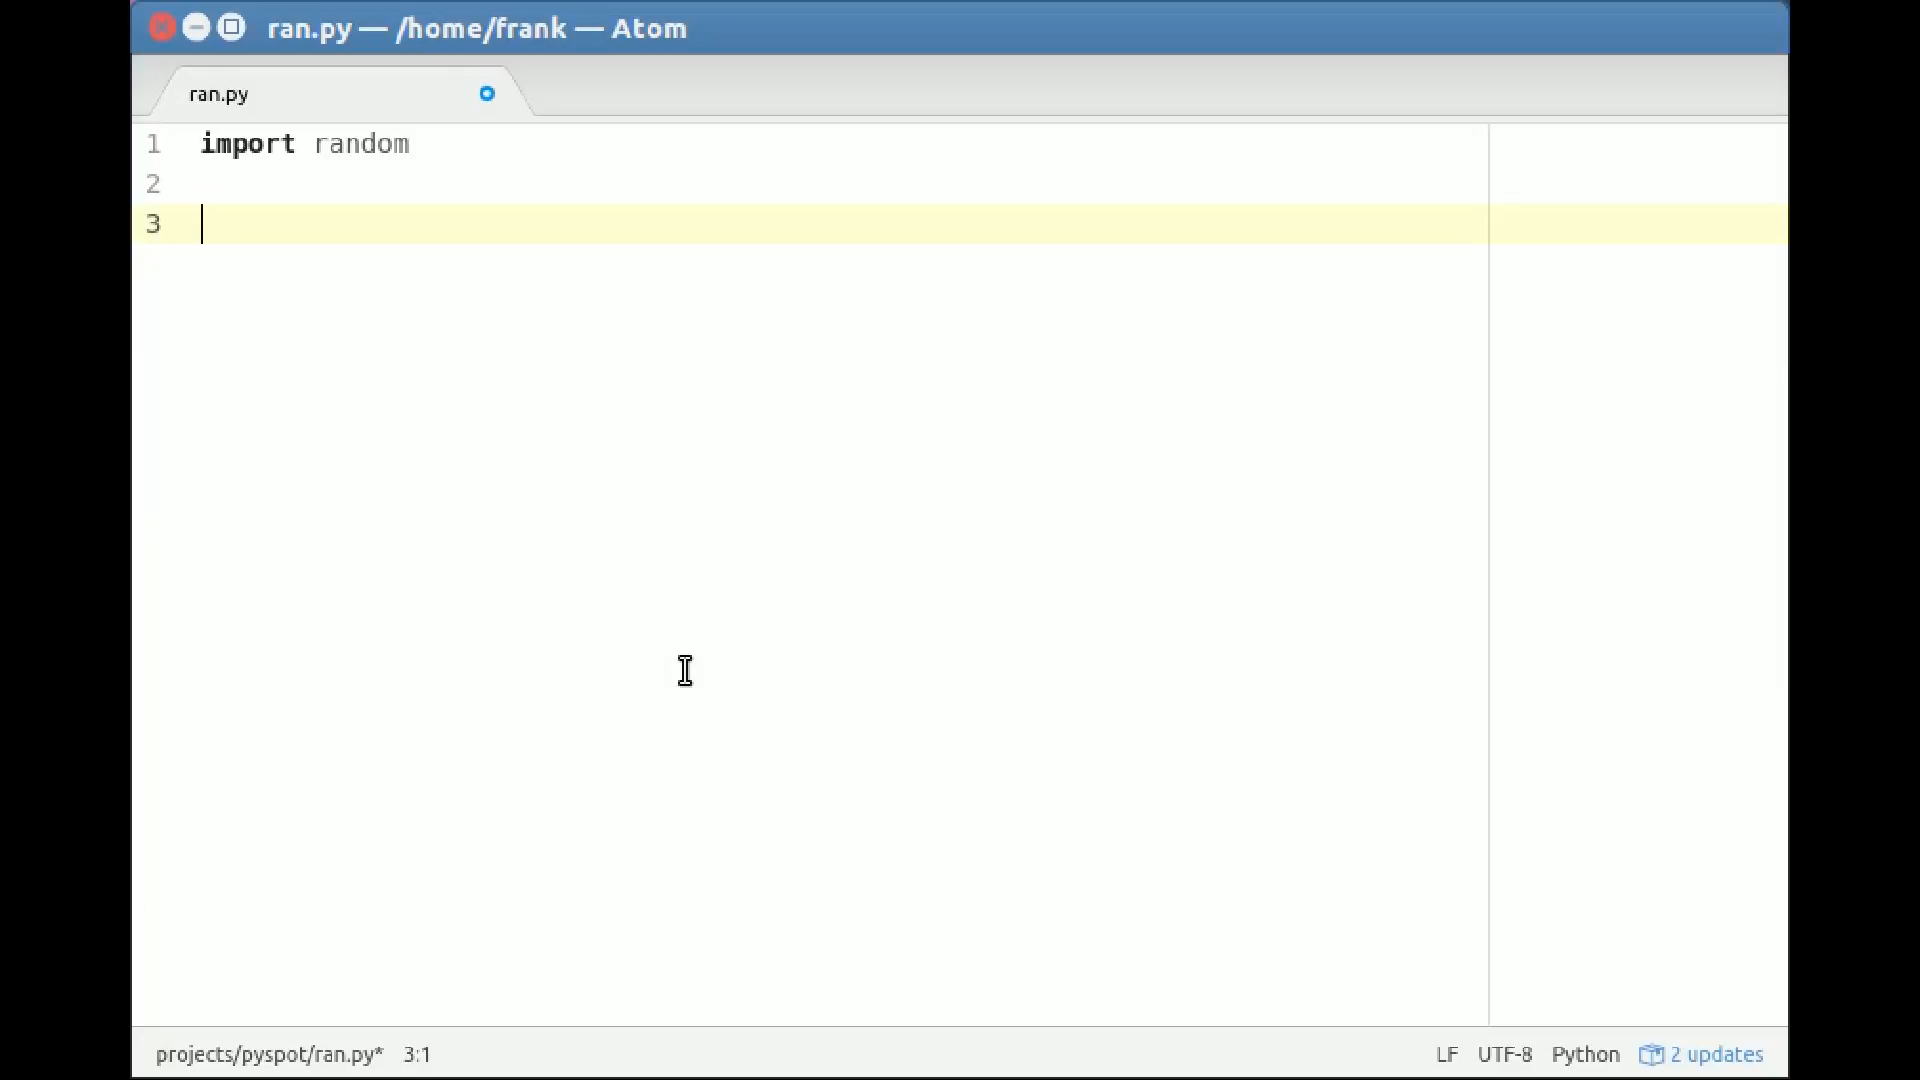 ran.py — /home/frank — Atom
ran.py
1 import random
2
3
projects/pyspot/ran.py* 3:1 LF UTF-8 Python 2 updates